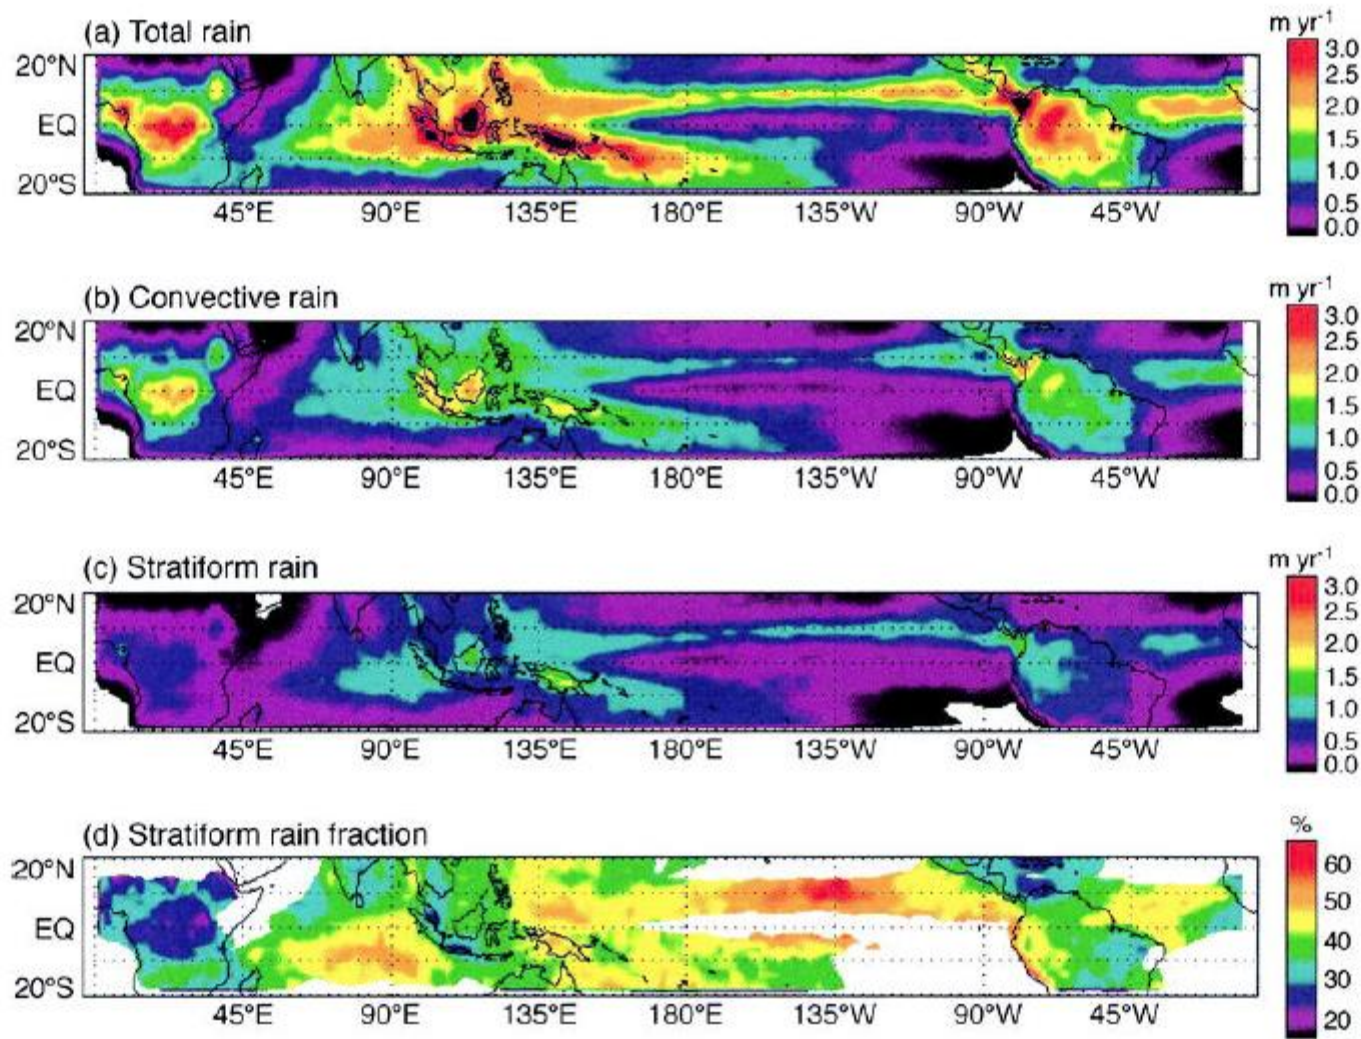 (a) Total rain
m yr-1
20°N
EQ
20°S
45°E 90°E 135°E 180°E 135°W 90°W 45°W
3.0
2.5
2.0
1.5
1.0
0.5
0.0
(b) Convective rain
m yr-1
20°N
EQ
20°S
45°E 90°E 135°E 180°E 135°W 90°W 45°W
3.0
2.5
2.0
1.5
1.0
0.5
0.0
(c) Stratiform rain
m yr-1
20°N
EQ
20°S
45°E 90°E 135°E 180°E 135°W 90°W 45°W
3.0
2.5
2.0
1.5
1.0
0.5
0.0
(d) Stratiform rain fraction
%
20°N
EQ
20°S
45°E 90°E 135°E 180°E 135°W 90°W 45°W
60
50
40
30
20